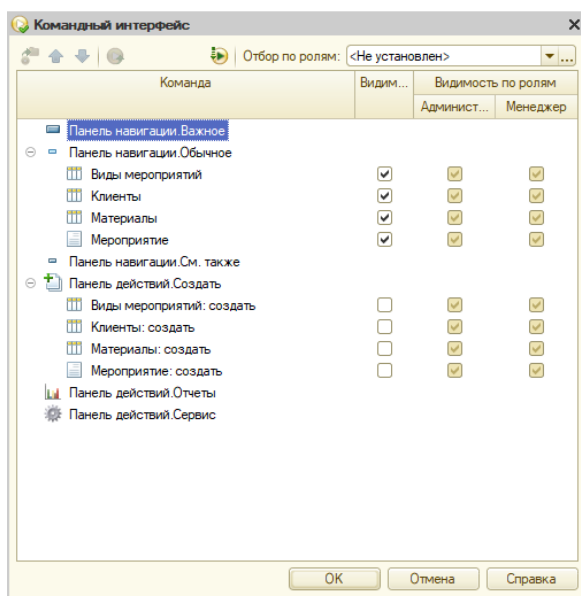 Командный интерфейс
Отбор по ролям: <Не установлен>
Команда Видим... Видимость по ролям
Админист... Менеджер
Панель навигации.Важное
Панель навигации.Обычное
Виды мероприятий
Клиенты
Материалы
Мероприятие
Панель навигации.См. также
Панель действий.Создать
Виды мероприятий: создать
Клиенты: создать
Материалы: создать
Мероприятие: создать
Панель действий.Отчеты
Панель действий.Сервис
OK Отмена Справка